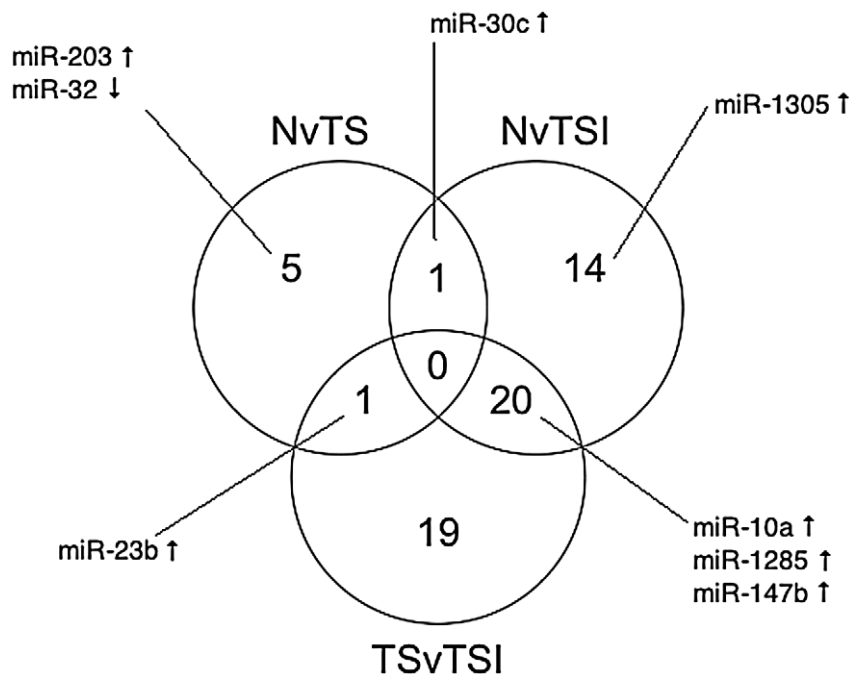 miR-30c ↑
miR-203 ↑
miR-32 ↓
miR-1305 ↑
NvTS
NvTSI
5
1
14
0
1
20
19
miR-23b ↑
miR-10a ↑
miR-1285 ↑
miR-147b ↑
TSvTSI